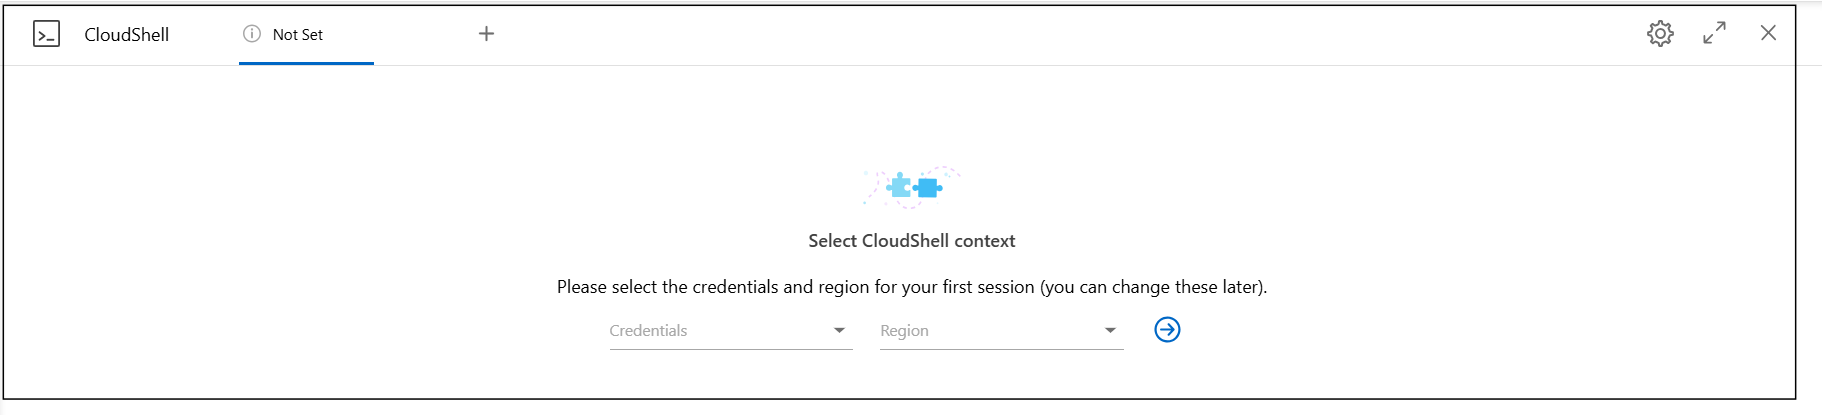 CloudShell
Not Set
Select CloudShell context
Please select the credentials and region for your first session (you can change these later).
Credentials
Region